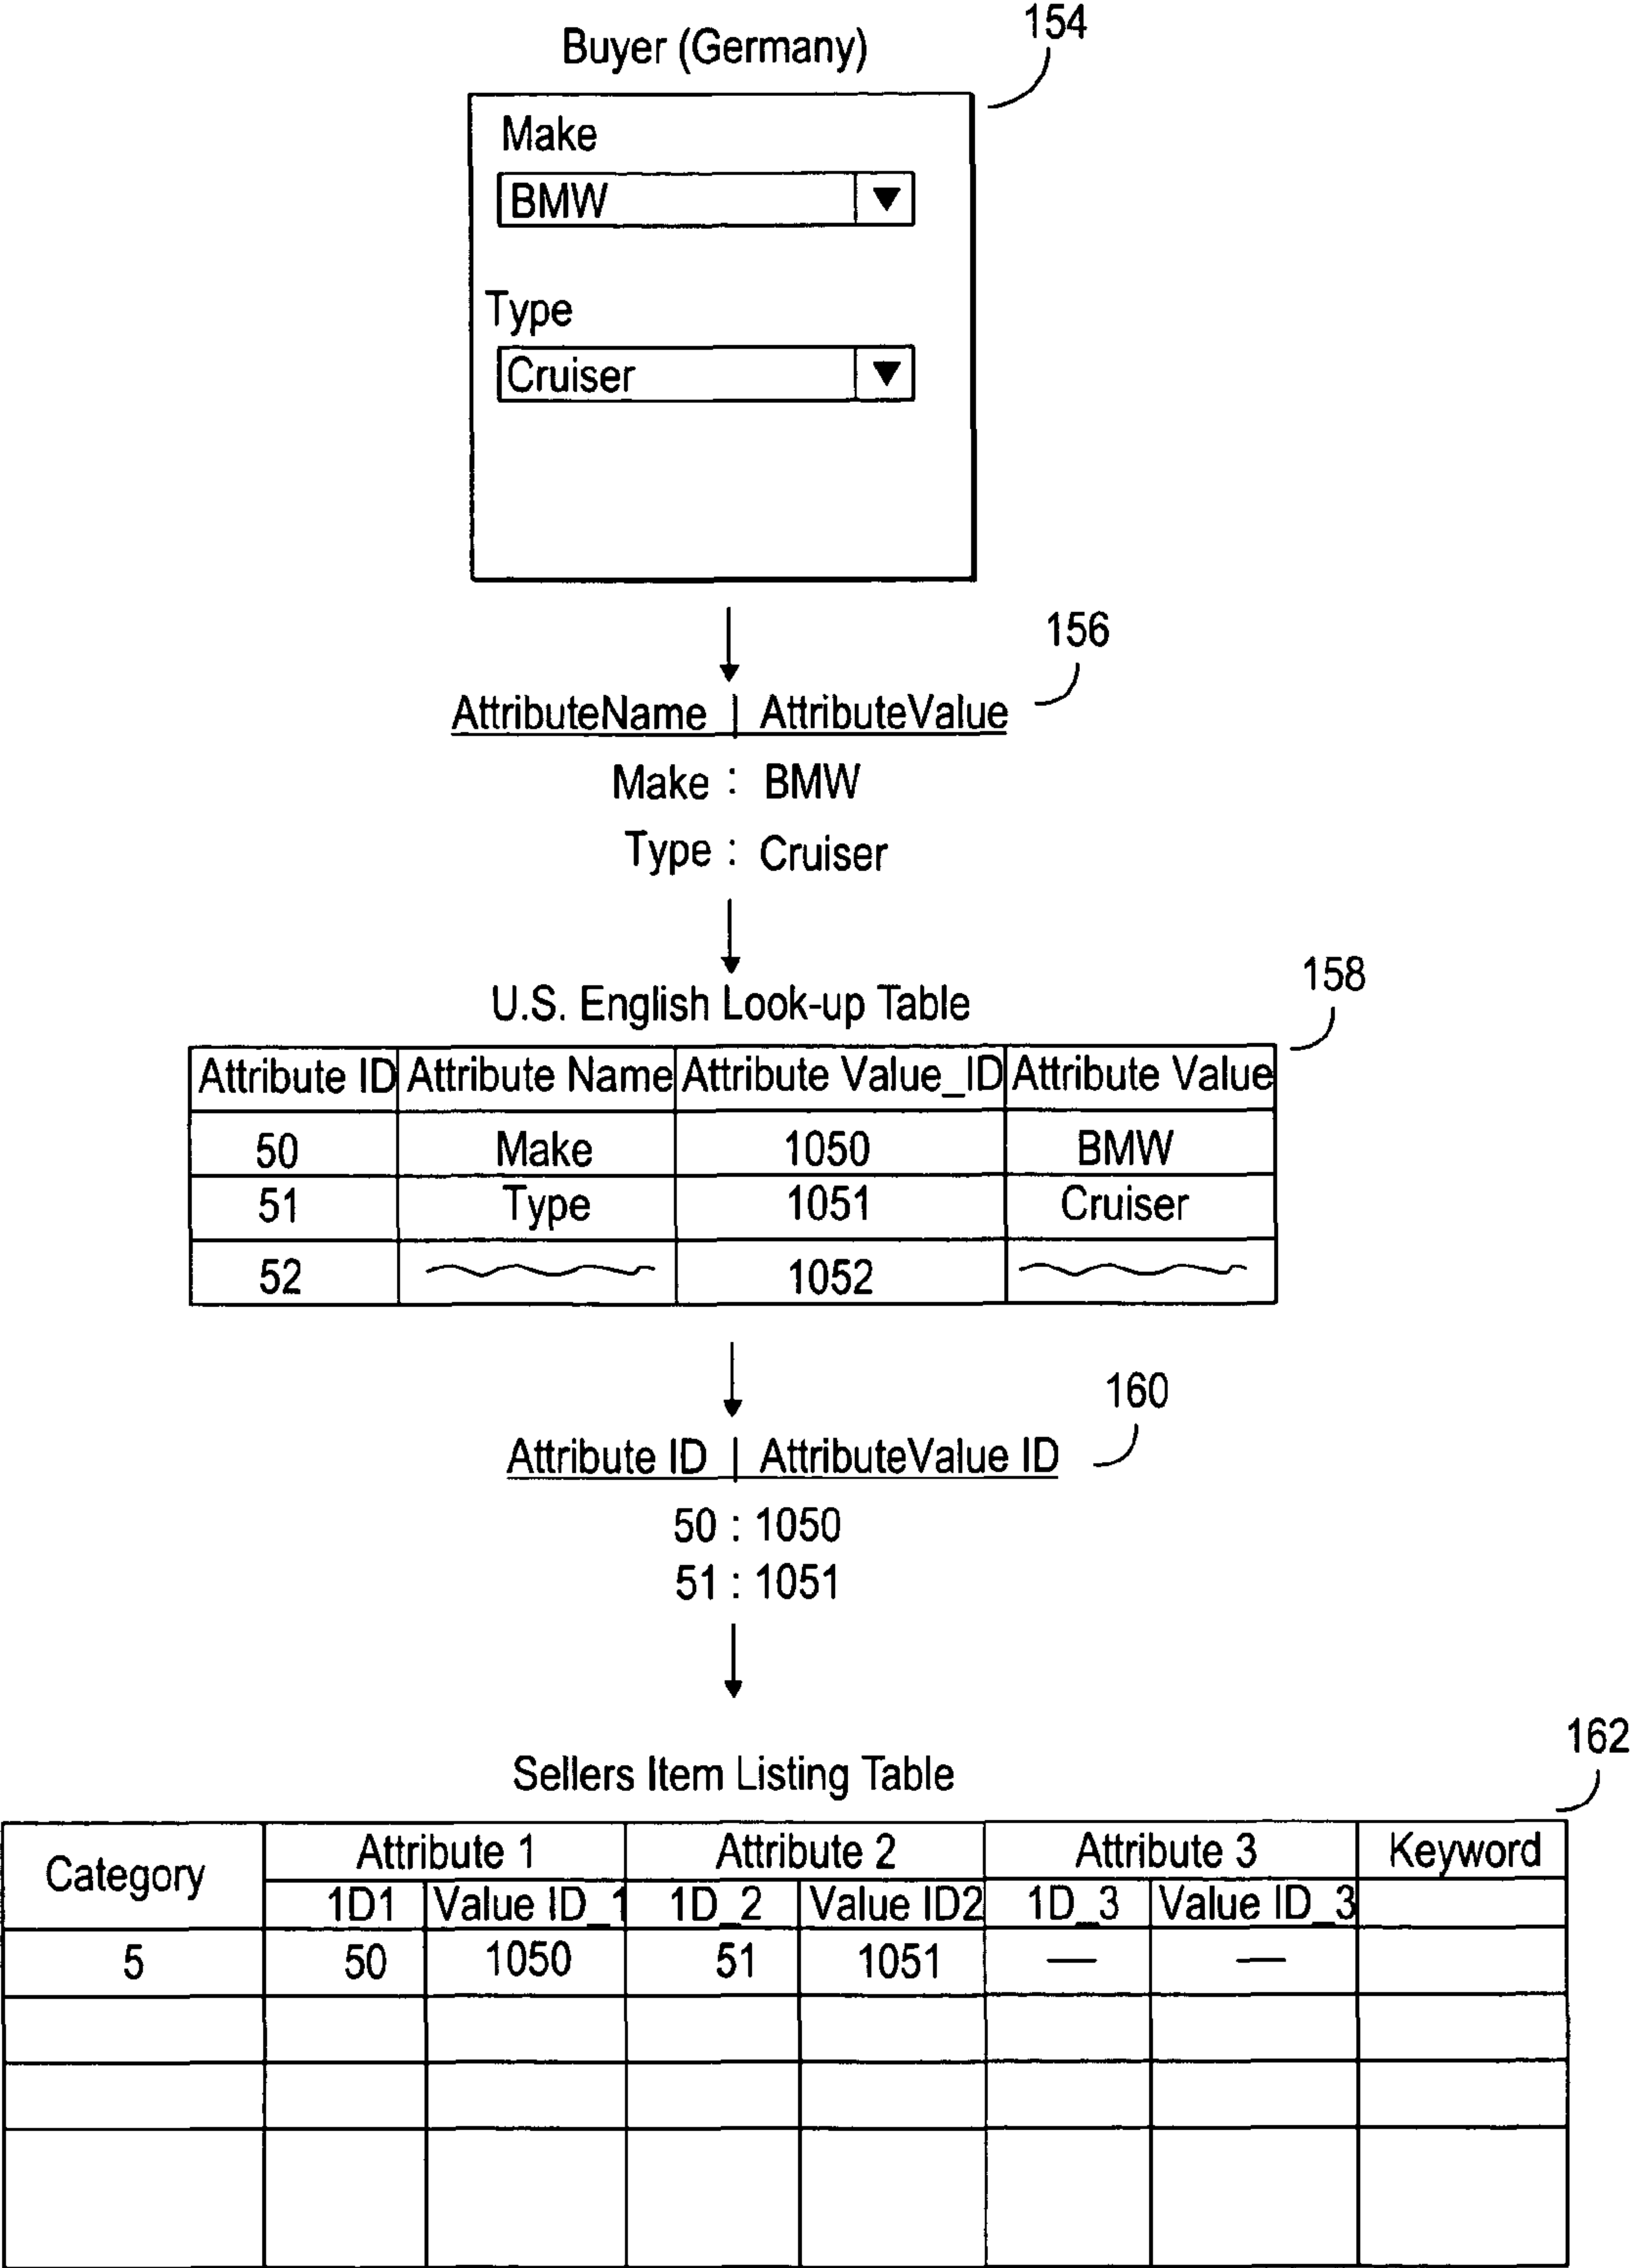 154
Buyer (Germany)
Make
BMW
Type
Cruiser
156
AttributeName | AttributeValue
Make : BMW
Type : Cruiser
158
U.S. English Look-up Table
Attribute ID Attribute Name Attribute Value_ID Attribute Value
50 Make 1050 BMW
51 Type 1051 Cruiser
52 1052
160
Attribute ID | AttributeValue ID
50 : 1050
51 : 1051
162
Sellers Item Listing Table
Category Attribute 1 Attribute 2 Attribute 3 Keyword
1D1 Value ID_1 1D_2 Value ID2 1D_3 Value ID_3
5 50 1050 51 1051 — —